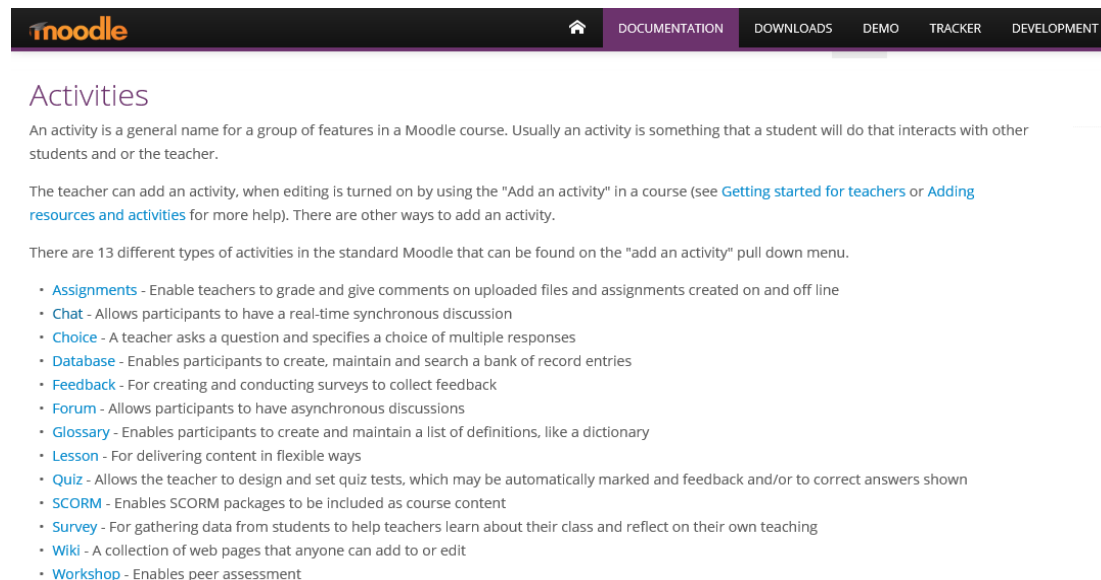 moodle
DOCUMENTATION DOWNLOADS DEMO TRACKER DEVELOPMENT
Activities
An activity is a general name for a group of features in a Moodle course. Usually an activity is something that a student will do that interacts with other
students and or the teacher.
The teacher can add an activity, when editing is turned on by using the "Add an activity" in a course (see Getting started for teachers or Adding
resources and activities for more help). There are other ways to add an activity.
There are 13 different types of activities in the standard Moodle that can be found on the "add an activity" pull down menu.
• Assignments - Enable teachers to grade and give comments on uploaded files and assignments created on and off line
• Chat - Allows participants to have a real-time synchronous discussion
• Choice - A teacher asks a question and specifies a choice of multiple responses
• Database - Enables participants to create, maintain and search a bank of record entries
• Feedback - For creating and conducting surveys to collect feedback
• Forum - Allows participants to have asynchronous discussions
• Glossary - Enables participants to create and maintain a list of definitions, like a dictionary
• Lesson - For delivering content in flexible ways
• Quiz - Allows the teacher to design and set quiz tests, which may be automatically marked and feedback and/or to correct answers shown
• SCORM - Enables SCORM packages to be included as course content
• Survey - For gathering data from students to help teachers learn about their class and reflect on their own teaching
• Wiki - A collection of web pages that anyone can add to or edit
• Workshop - Enables peer assessment